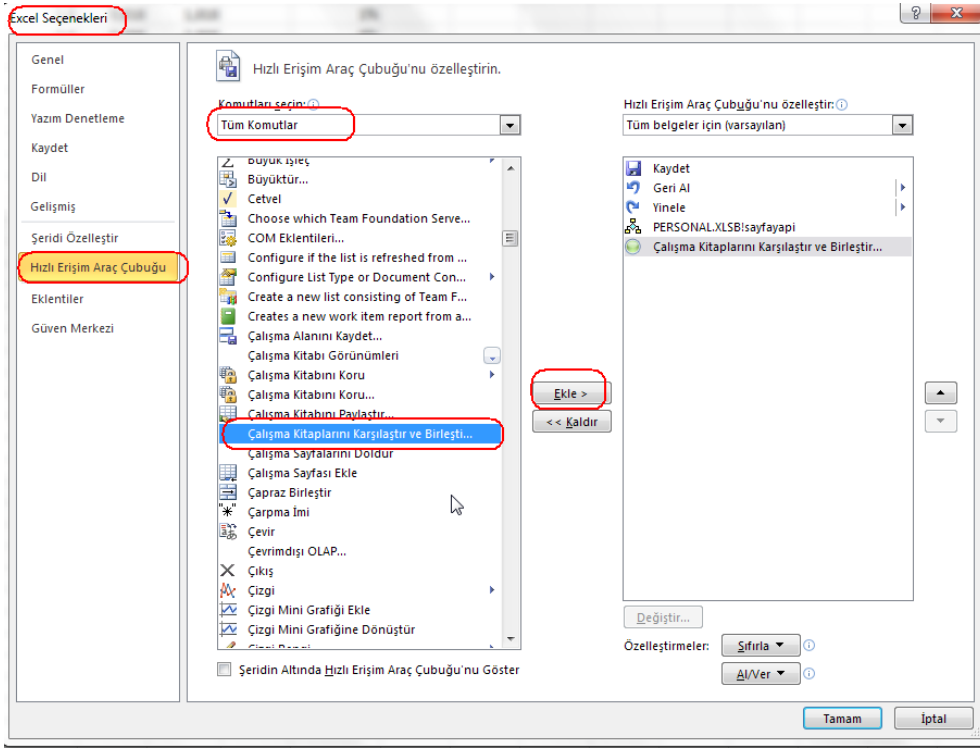 Excel Seçenekleri
Genel
Formüller
Yazım Denetleme
Kaydet
Dil
Gelişmiş
Şeridi Özelleştir
Hızlı Erişim Araç Çubuğu
Eklentiler
Güven Merkezi
Hızlı Erişim Araç Çubuğu'nu özelleştirin.
Komutları seçin:
Tüm Komutlar
Büyük İşleç
Büyüktür...
Cetvel
Choose which Team Foundation Serve...
COM Eklentileri...
Configure if the list is refreshed from ...
Configure List Type or Document Con...
Create a new list consisting of Team F...
Creates a new work item report from a...
Çalışma Alanını Kaydet...
Çalışma Kitabı Görünümleri
Çalışma Kitabını Koru
Çalışma Kitabını Koru...
Çalışma Kitabını Paylaştır...
Çalışma Kitaplarını Karşılaştır ve Birleşti...
Çalışma Sayfalarını Doldur
Çalışma Sayfası Ekle
Çapraz Birleştir
Çarpma İmi
Çevir
Çevrimdışı OLAP...
Çıkış
Çizgi
Çizgi Mini Grafiği Ekle
Çizgi Mini Grafiğine Dönüştür
Çizgi Rengi
Şeridin Altında Hızlı Erişim Araç Çubuğu'nu Göster
Ekle >
<< Kaldır
Hızlı Erişim Araç Çubuğu'nu özelleştir:
Tüm belgeler için (varsayılan)
Kaydet
Geri Al
Yinele
PERSONAL.XLSB!sayfayapi
Çalışma Kitaplarını Karşılaştır ve Birleştir...
Değiştir...
Özelleştirmeler:
Sıfırla
Al/Ver
Tamam
İptal